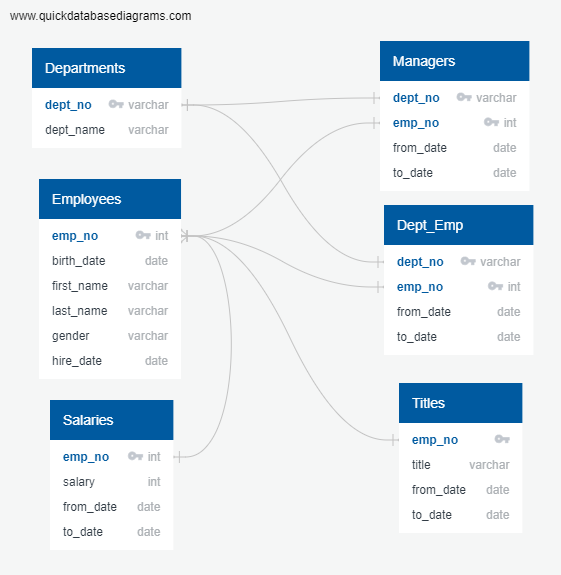 www.quickdatabasediagrams.com
Departments
dept_no varchar
dept_name varchar
Employees
emp_no int
birth_date date
first_name varchar
last_name varchar
gender varchar
hire_date date
Salaries
emp_no int
salary int
from_date date
to_date date
Managers
dept_no varchar
emp_no int
from_date date
to_date date
Dept_Emp
dept_no varchar
emp_no int
from_date date
to_date date
Titles
emp_no
title varchar
from_date date
to_date date